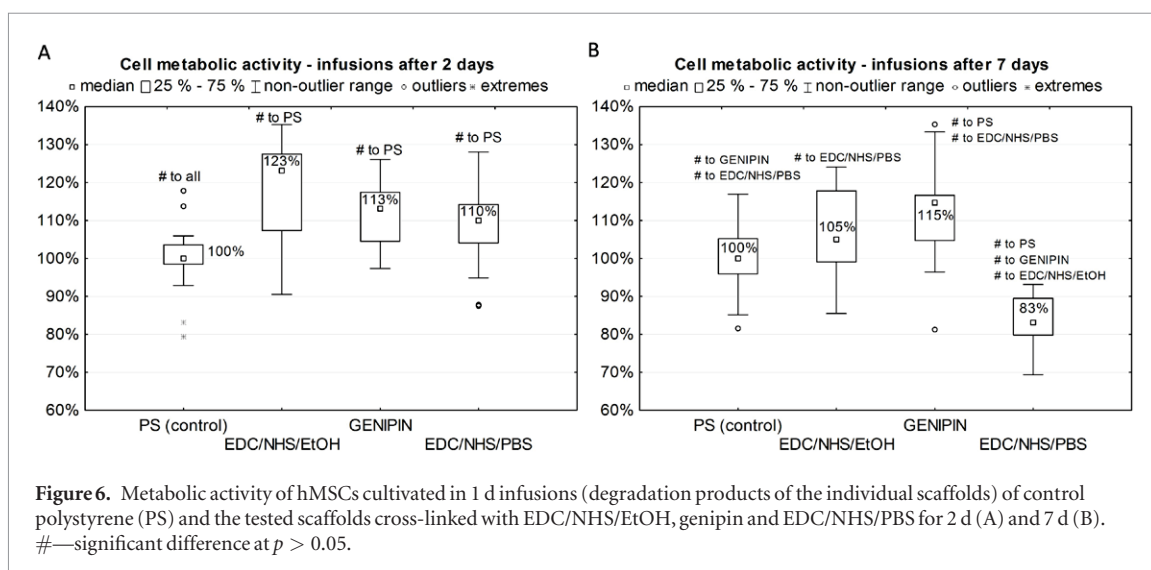 A
Cell metabolic activity - infusions after 2 days
median 25 % - 75 % non-outlier range outliers extremes
140%
130%
120%
110%
100%
90%
80%
70%
60%
# to all
100%
# to PS
123%
# to PS
113%
# to PS
110%
PS (control)
EDC/NHS/EtOH
GENIPIN
EDC/NHS/PBS
B
Cell metabolic activity - infusions after 7 days
median 25 % - 75 % non-outlier range outliers extremes
140%
130%
120%
110%
100%
90%
80%
70%
60%
# to GENIPIN
# to EDC/NHS/PBS
100%
# to EDC/NHS/PBS
105%
# to PS
# to EDC/NHS/PBS
115%
# to PS
# to GENIPIN
# to EDC/NHS/EtOH
83%
PS (control)
EDC/NHS/EtOH
GENIPIN
EDC/NHS/PBS
Figure 6. Metabolic activity of hMSCs cultivated in 1 d infusions (degradation products of the individual scaffolds) of control
polystyrene (PS) and the tested scaffolds cross-linked with EDC/NHS/EtOH, genipin and EDC/NHS/PBS for 2 d (A) and 7 d (B).
#—significant difference at p > 0.05.